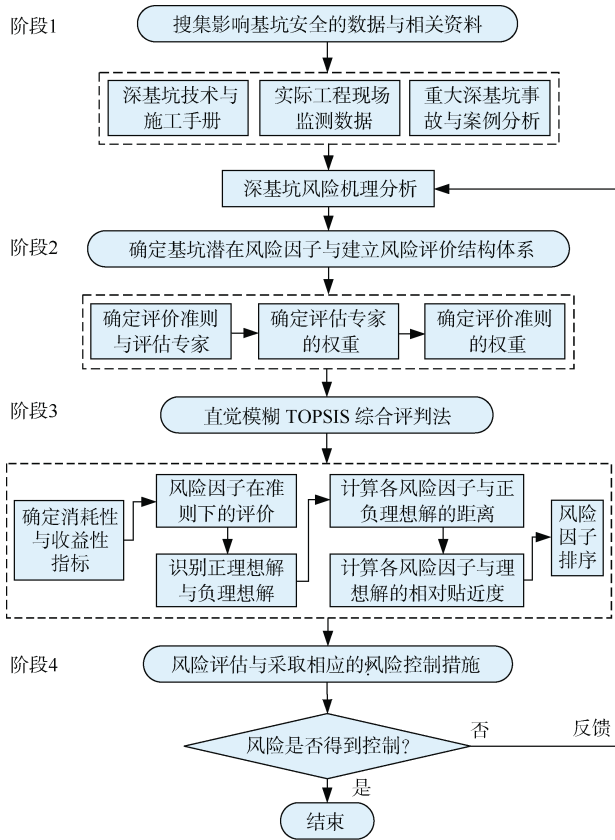 阶段1
搜集影响基坑安全的数据与相关资料
深基坑技术与
施工手册
实际工程现场
监测数据
重大深基坑事
故与案例分析
深基坑风险机理分析
阶段2
确定基坑潜在风险因子与建立风险评价结构体系
确定评价准则
与评估专家
确定评估专家
的权重
确定评价准则
的权重
阶段3
直觉模糊 TOPSIS 综合评判法
确定消耗性
与收益性
指标
风险因子在准
则下的评价
识别正理想解
与负理想解
计算各风险因子与正
负理想解的距离
计算各风险因子与理
想解的相对贴近度
风险
因子
排序
阶段4
风险评估与采取相应的风险控制措施
风险是否得到控制?
否
反馈
是
结束